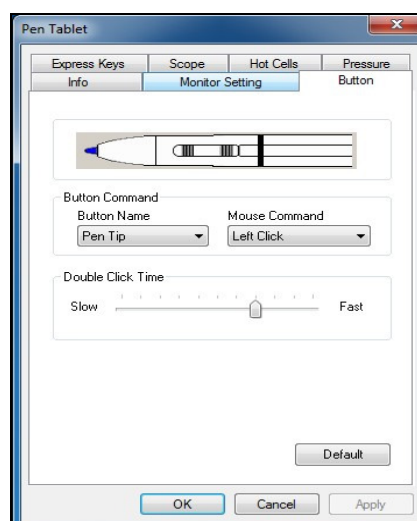 Pen Tablet
Express Keys Scope Hot Cells Pressure
Info Monitor Setting Button
Button Command
Button Name Mouse Command
Pen Tip Left Click
Double Click Time
Slow Fast
Default
OK Cancel Apply